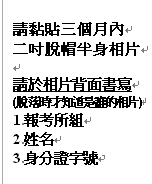 請黏貼三個月內
二吋脫帽半身相片
請於相片背面書寫
(脫落時才知道是誰的相片)
1.報考所組
2.姓名
3.身分證字號